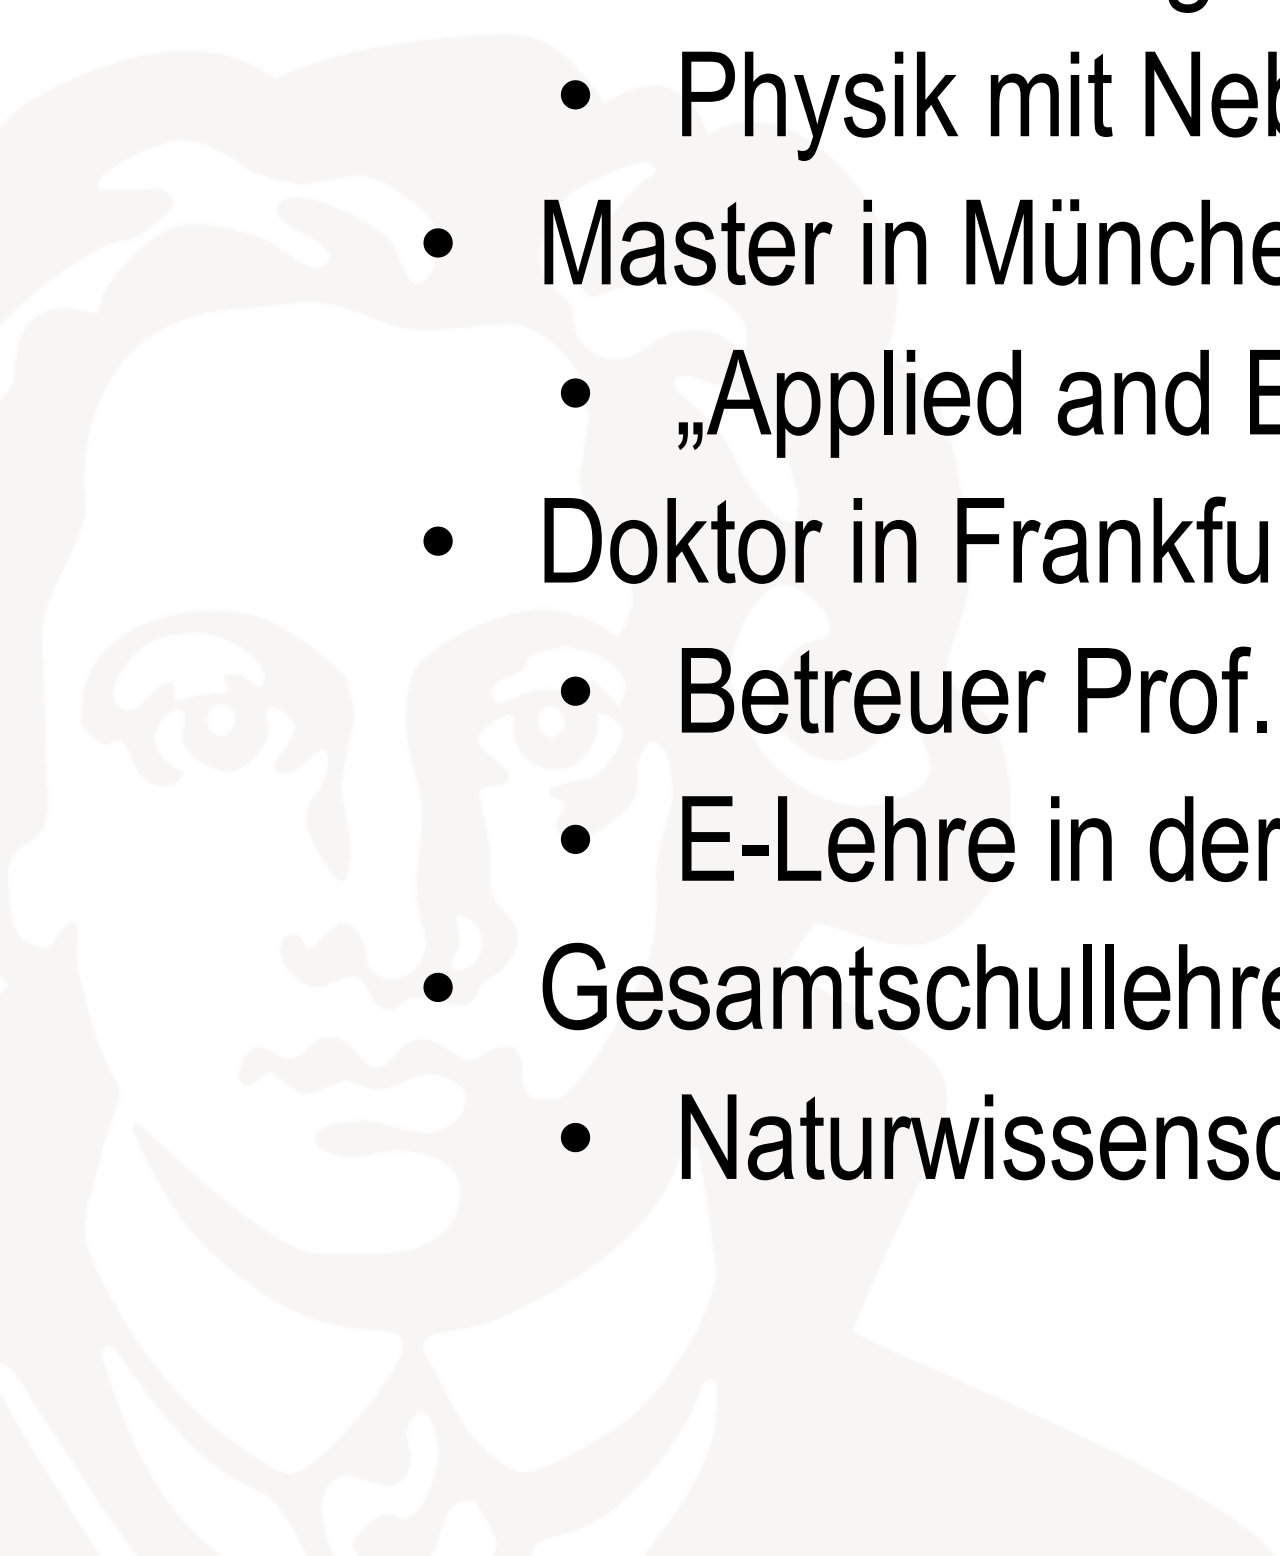 • Physik mit Neb
• Master in Münche
• „Applied and E
• Doktor in Frankfu
• Betreuer Prof.
• E-Lehre in der
• Gesamtschullehre
• Naturwissensc